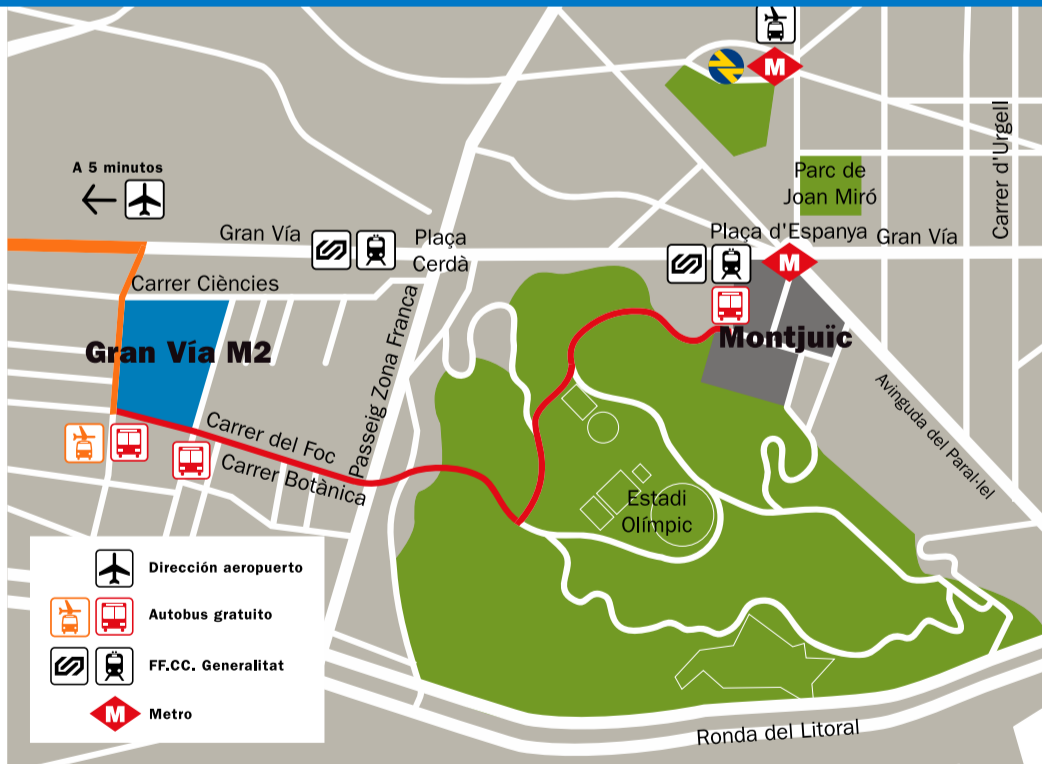 M
Carrer d'Urgell
A 5 minutos
Parc de
Joan Miró
Gran Vía
Plaça
Cerdà
Plaça d'Espanya
Gran Vía
M
Carrer Ciències
Gran Vía M2
Passeig Zona Franca
Montjuïc
Avinguda del Paral·lel
Carrer del Foc
Carrer Botànica
Estadi
Olímpic
Dirección aeropuerto
Autobus gratuito
FF.CC. Generalitat
M Metro
Ronda del Litoral